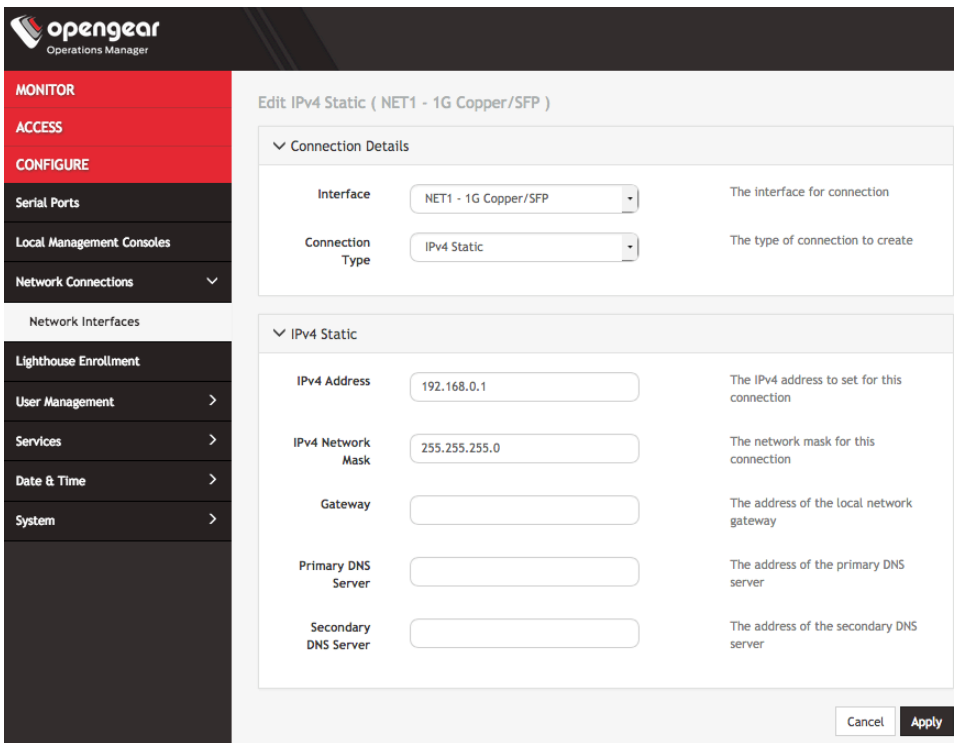 opengear
Operations Manager
MONITOR
ACCESS
CONFIGURE
Serial Ports
Local Management Consoles
Network Connections
Network Interfaces
Lighthouse Enrollment
User Management
Services
Date & Time
System
Edit IPv4 Static ( NET1 - 1G Copper/SFP )
Connection Details
Interface
NET1 - 1G Copper/SFP
The interface for connection
Connection
Type
IPv4 Static
The type of connection to create
IPv4 Static
IPv4 Address
192.168.0.1
The IPv4 address to set for this
connection
IPv4 Network
Mask
255.255.255.0
The network mask for this
connection
Gateway
The address of the local network
gateway
Primary DNS
Server
The address of the primary DNS
server
Secondary
DNS Server
The address of the secondary DNS
server
Cancel
Apply